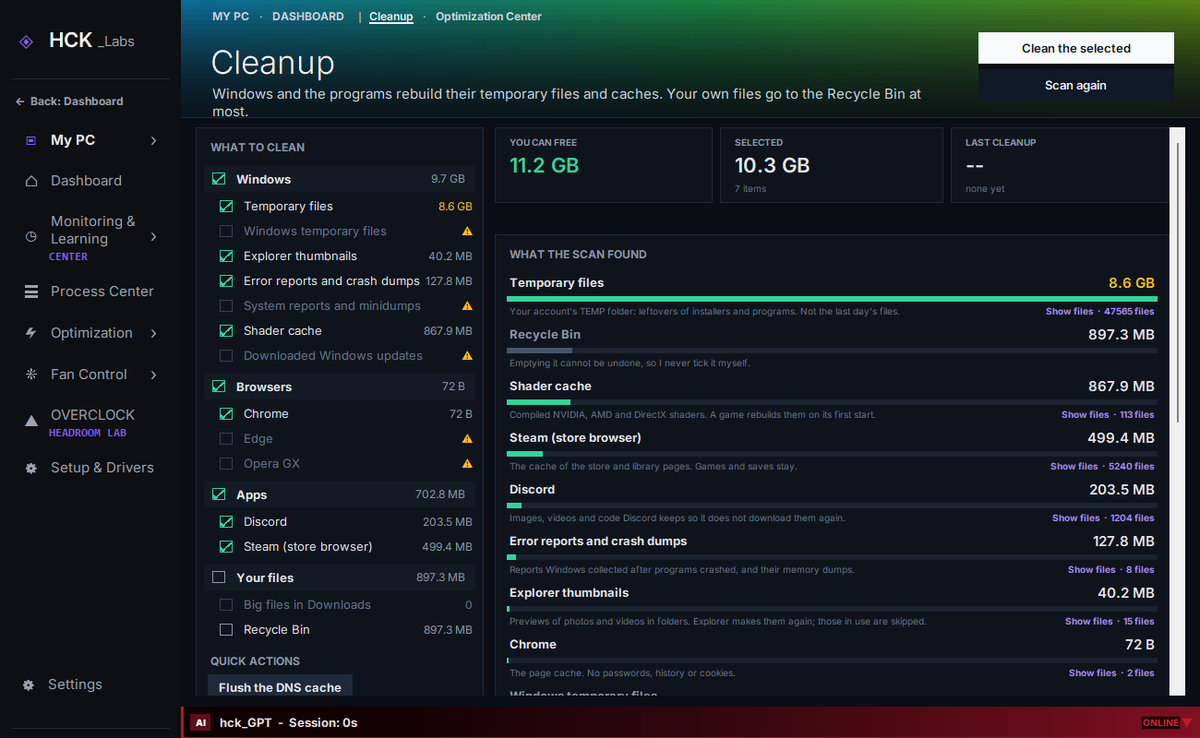 HCK _Labs
← Back: Dashboard
My PC
Dashboard
Monitoring &
Learning
CENTER
Process Center
Optimization
Fan Control
OVERCLOCK
HEADROOM LAB
Setup & Drivers
Settings
MY PC · DASHBOARD | Cleanup · Optimization Center
Cleanup
Windows and the programs rebuild their temporary files and caches. Your own files go to the Recycle Bin at
most.
Clean the selected
Scan again
WHAT TO CLEAN
Windows 9.7 GB
Temporary files 8.6 GB
Windows temporary files
Explorer thumbnails 40.2 MB
Error reports and crash dumps 127.8 MB
System reports and minidumps
Shader cache 867.9 MB
Downloaded Windows updates
Browsers 72 B
Chrome 72 B
Edge
Opera GX
Apps 702.8 MB
Discord 203.5 MB
Steam (store browser) 499.4 MB
Your files 897.3 MB
Big files in Downloads 0
Recycle Bin 897.3 MB
QUICK ACTIONS
Flush the DNS cache
YOU CAN FREE
11.2 GB
SELECTED
10.3 GB
7 items
LAST CLEANUP
--
none yet
WHAT THE SCAN FOUND
Temporary files 8.6 GB
Your account's TEMP folder: leftovers of installers and programs. Not the last day's files. Show files · 47565 files
Recycle Bin 897.3 MB
Emptying it cannot be undone, so I never tick it myself.
Shader cache 867.9 MB
Compiled NVIDIA, AMD and DirectX shaders. A game rebuilds them on its first start. Show files · 113 files
Steam (store browser) 499.4 MB
The cache of the store and library pages. Games and saves stay. Show files · 5240 files
Discord 203.5 MB
Images, videos and code Discord keeps so it does not download them again. Show files · 1204 files
Error reports and crash dumps 127.8 MB
Reports Windows collected after programs crashed, and their memory dumps. Show files · 8 files
Explorer thumbnails 40.2 MB
Previews of photos and videos in folders. Explorer makes them again; those in use are skipped. Show files · 15 files
Chrome 72 B
The page cache. No passwords, history or cookies. Show files · 2 files
Windows temporary files
AI hck_GPT - Session: 0s
ONLINE